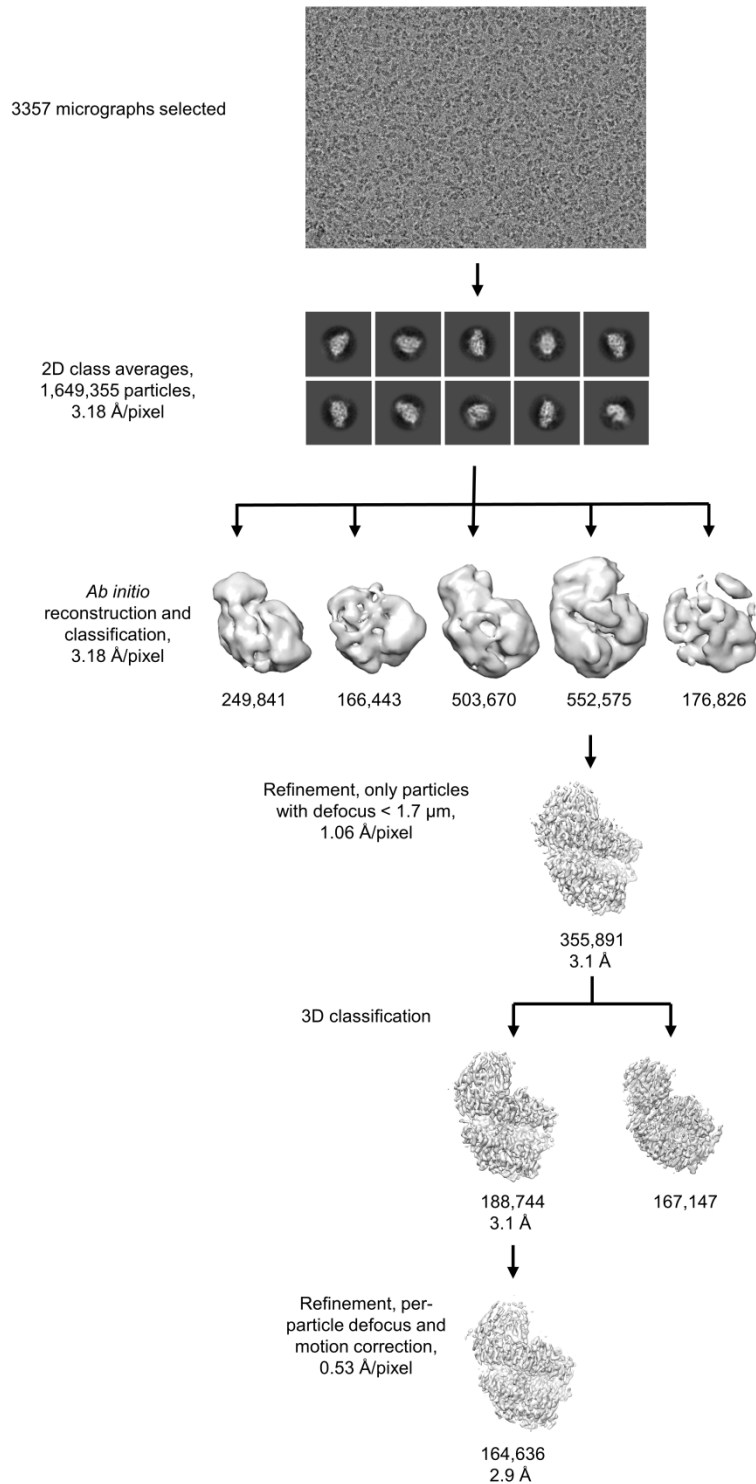 3357 micrographs selected
2D class averages,
1,649,355 particles,
3.18 Å/pixel
Ab initio
reconstruction and
classification,
3.18 Å/pixel
249,841
166,443
503,670
552,575
176,826
Refinement, only particles
with defocus < 1.7 μm,
1.06 Å/pixel
355,891
3.1 Å
3D classification
188,744
3.1 Å
167,147
Refinement, per-
particle defocus and
motion correction,
0.53 Å/pixel
164,636
2.9 Å